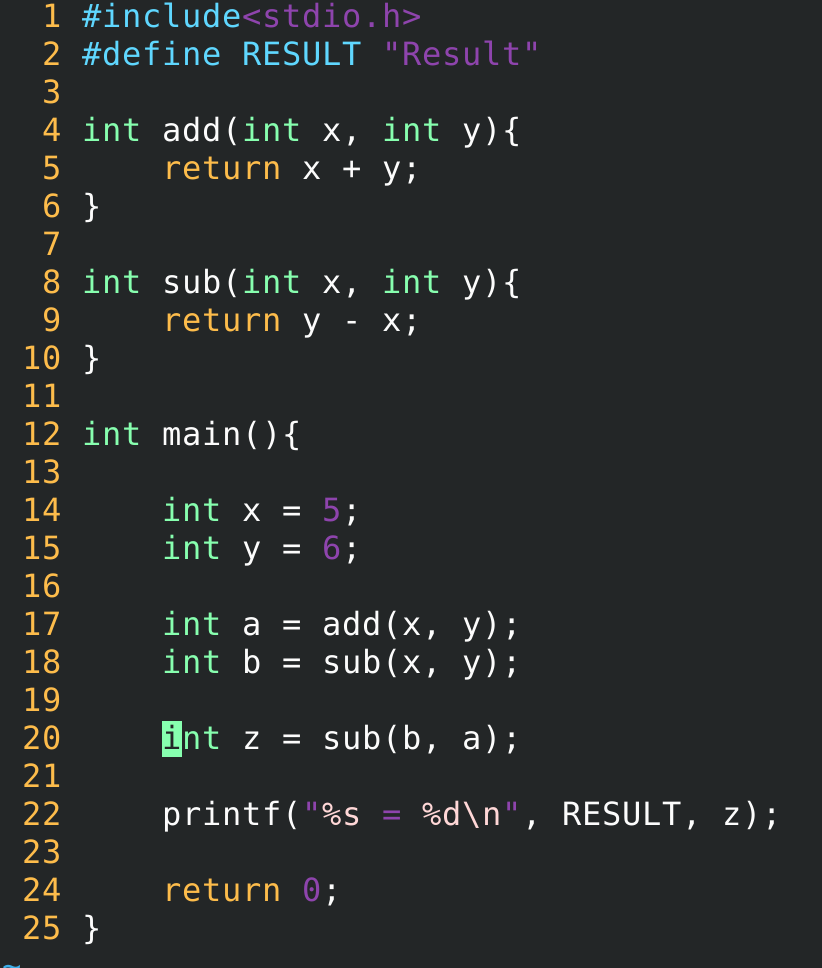 1 #include<stdio.h>
2 #define RESULT "Result"
3
4 int add(int x, int y){
5     return x + y;
6 }
7
8 int sub(int x, int y){
9     return y - x;
10 }
11
12 int main(){
13
14     int x = 5;
15     int y = 6;
16
17     int a = add(x, y);
18     int b = sub(x, y);
19
20     int z = sub(b, a);
21
22     printf("%s = %d\n", RESULT, z);
23
24     return 0;
25 }
~